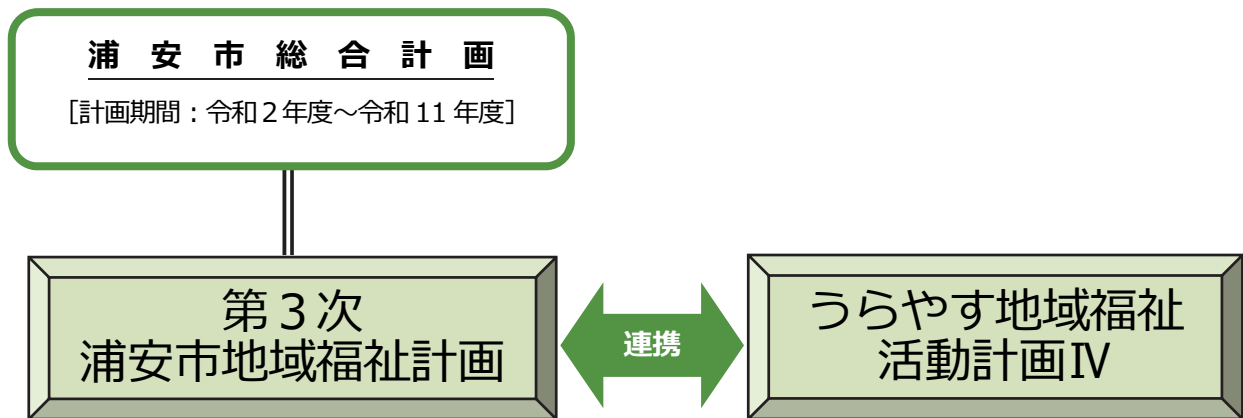 浦安市総合計画
［計画期間：令和２年度～令和 11 年度］
第３次
浦安市地域福祉計画
連携
うらやす地域福祉
活動計画Ⅳ